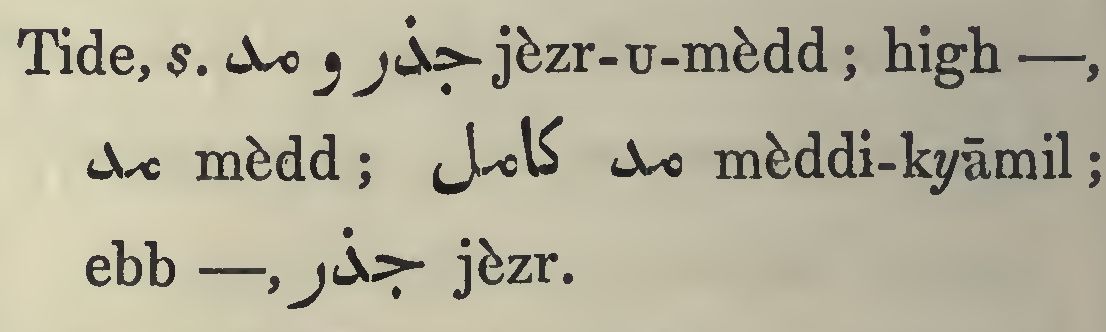 Tide, s. جذر و مد jèzr-ᴜ-mèdd ; high —,
مد mèdd ; مد كامل mèddi-kyāmil ;
ebb —, جذر jèzr.